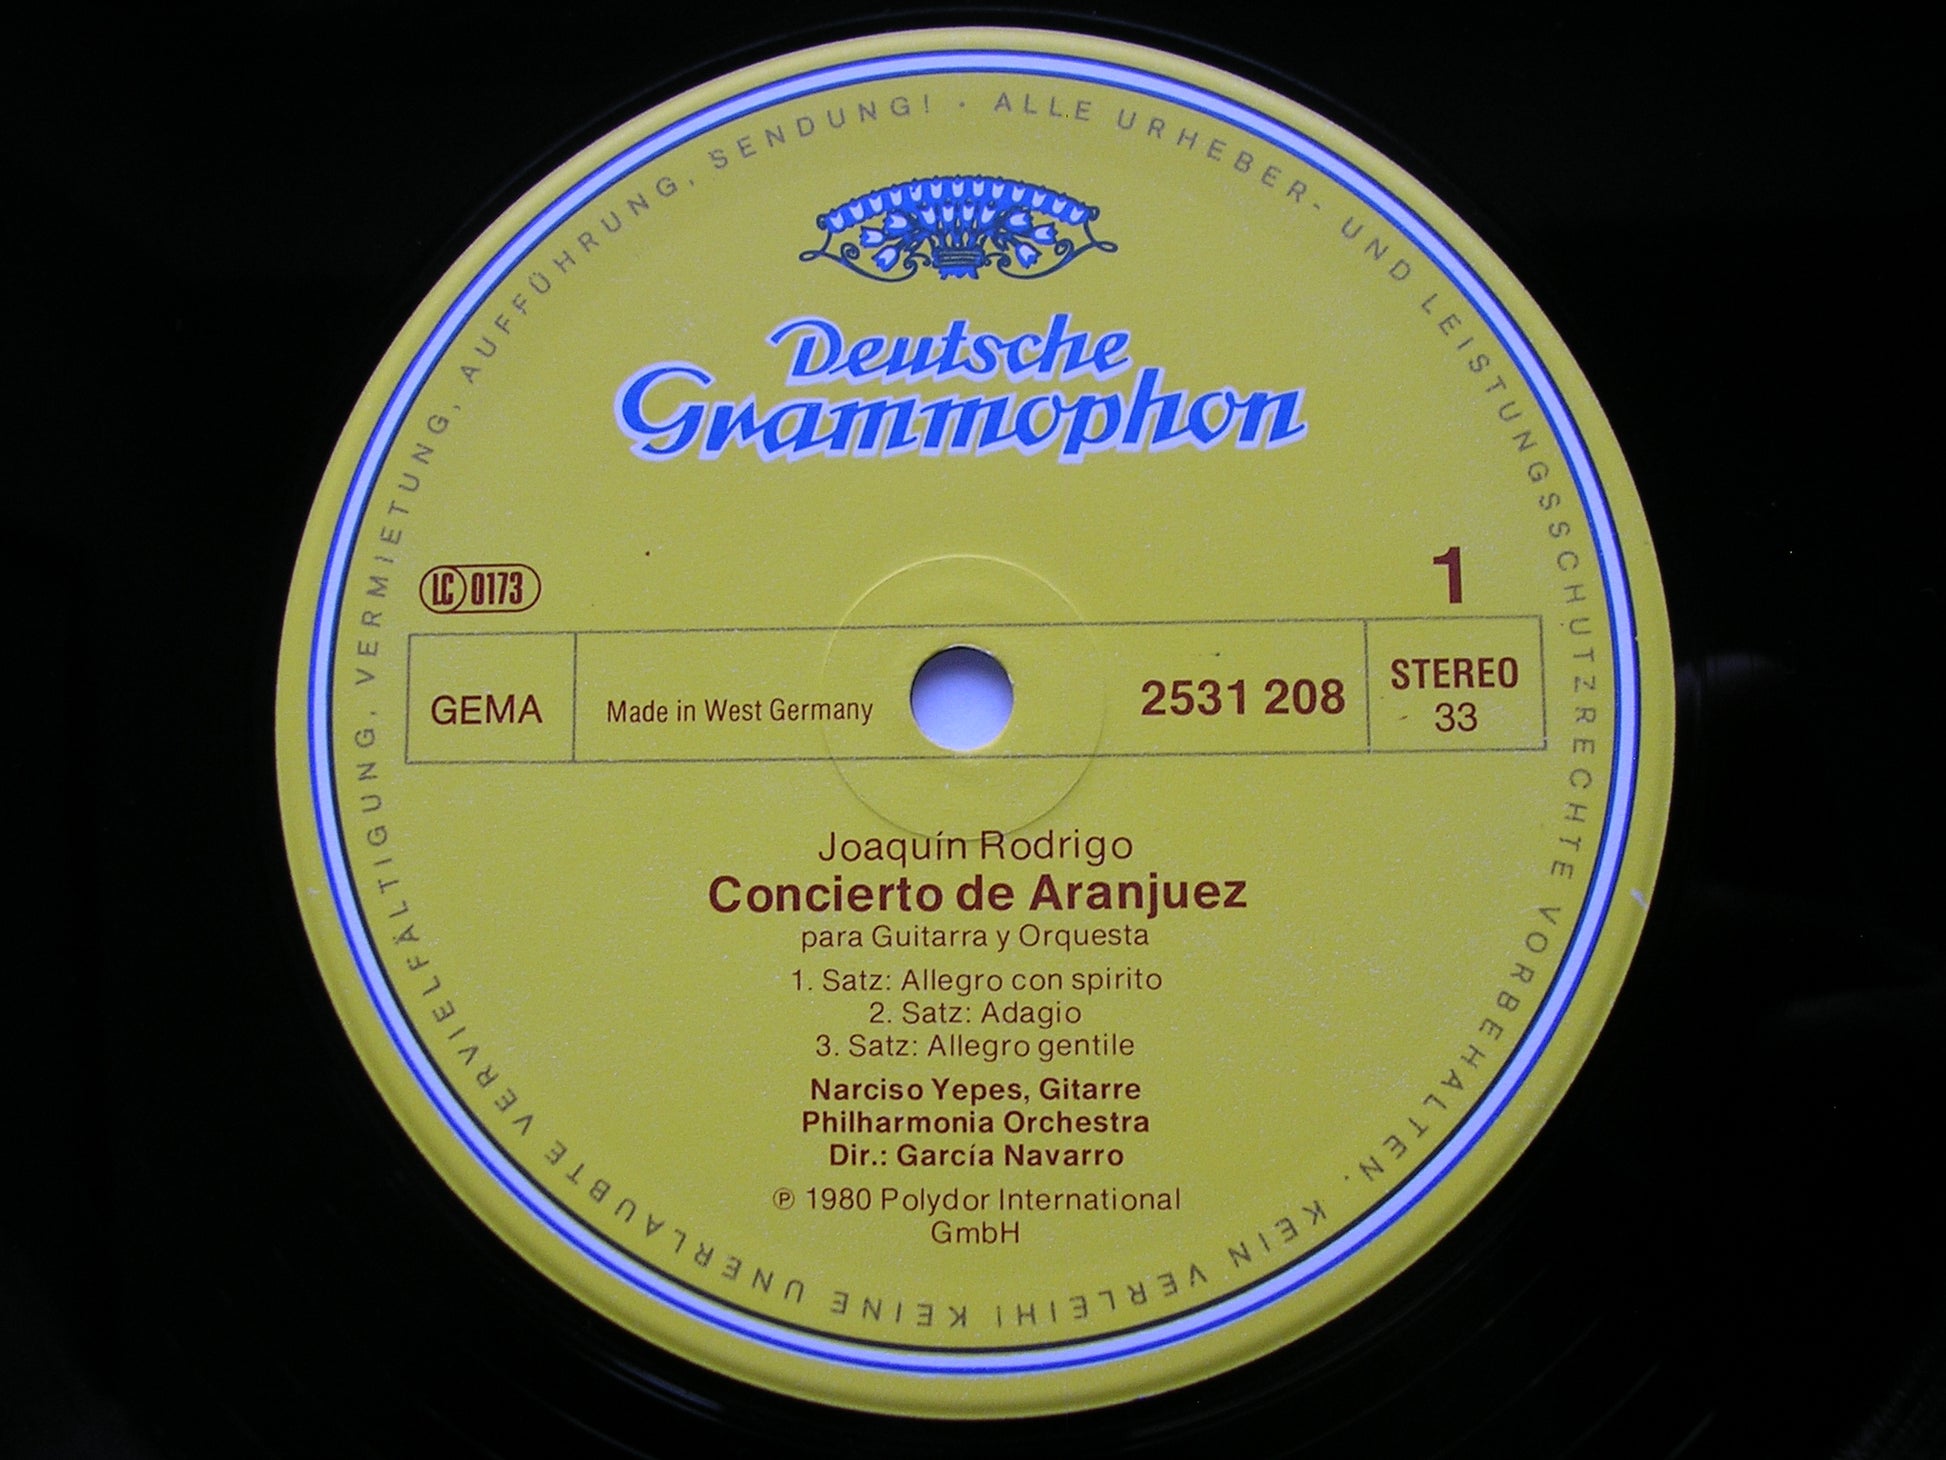 ALLE URHEBER- UND LEISTUNGSSCHUTZRECHTE VORBEHALTEN. KEIN VERLEIH! KEINE UNERLAUBTE VERVIELFÄLTIGUNG, VERMIETUNG, AUFFÜHRUNG, SENDUNG! ·
Deutsche
Grammophon
LC 0173
1
GEMA
Made in West Germany
2531 208
STEREO
33
Joaquín Rodrigo
Concierto de Aranjuez
para Guitarra y Orquesta
1. Satz: Allegro con spirito
2. Satz: Adagio
3. Satz: Allegro gentile
Narciso Yepes, Gitarre
Philharmonia Orchestra
Dir.: García Navarro
℗ 1980 Polydor International
GmbH